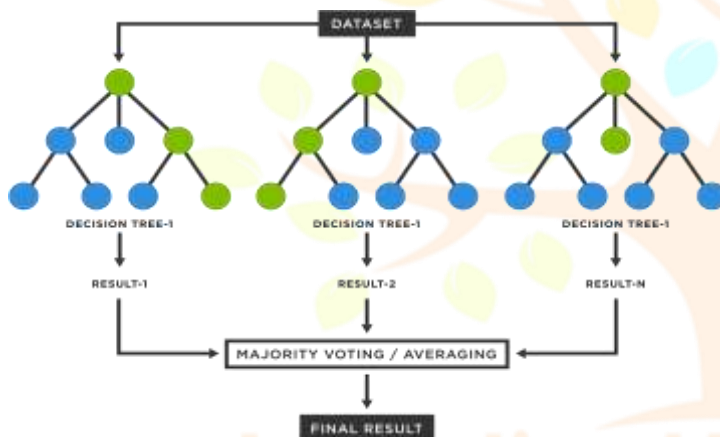 DATASET
DECISION TREE-1 DECISION TREE-1 DECISION TREE-1
RESULT-1 RESULT-2 RESULT-N
MAJORITY VOTING / AVERAGING
FINAL RESULT